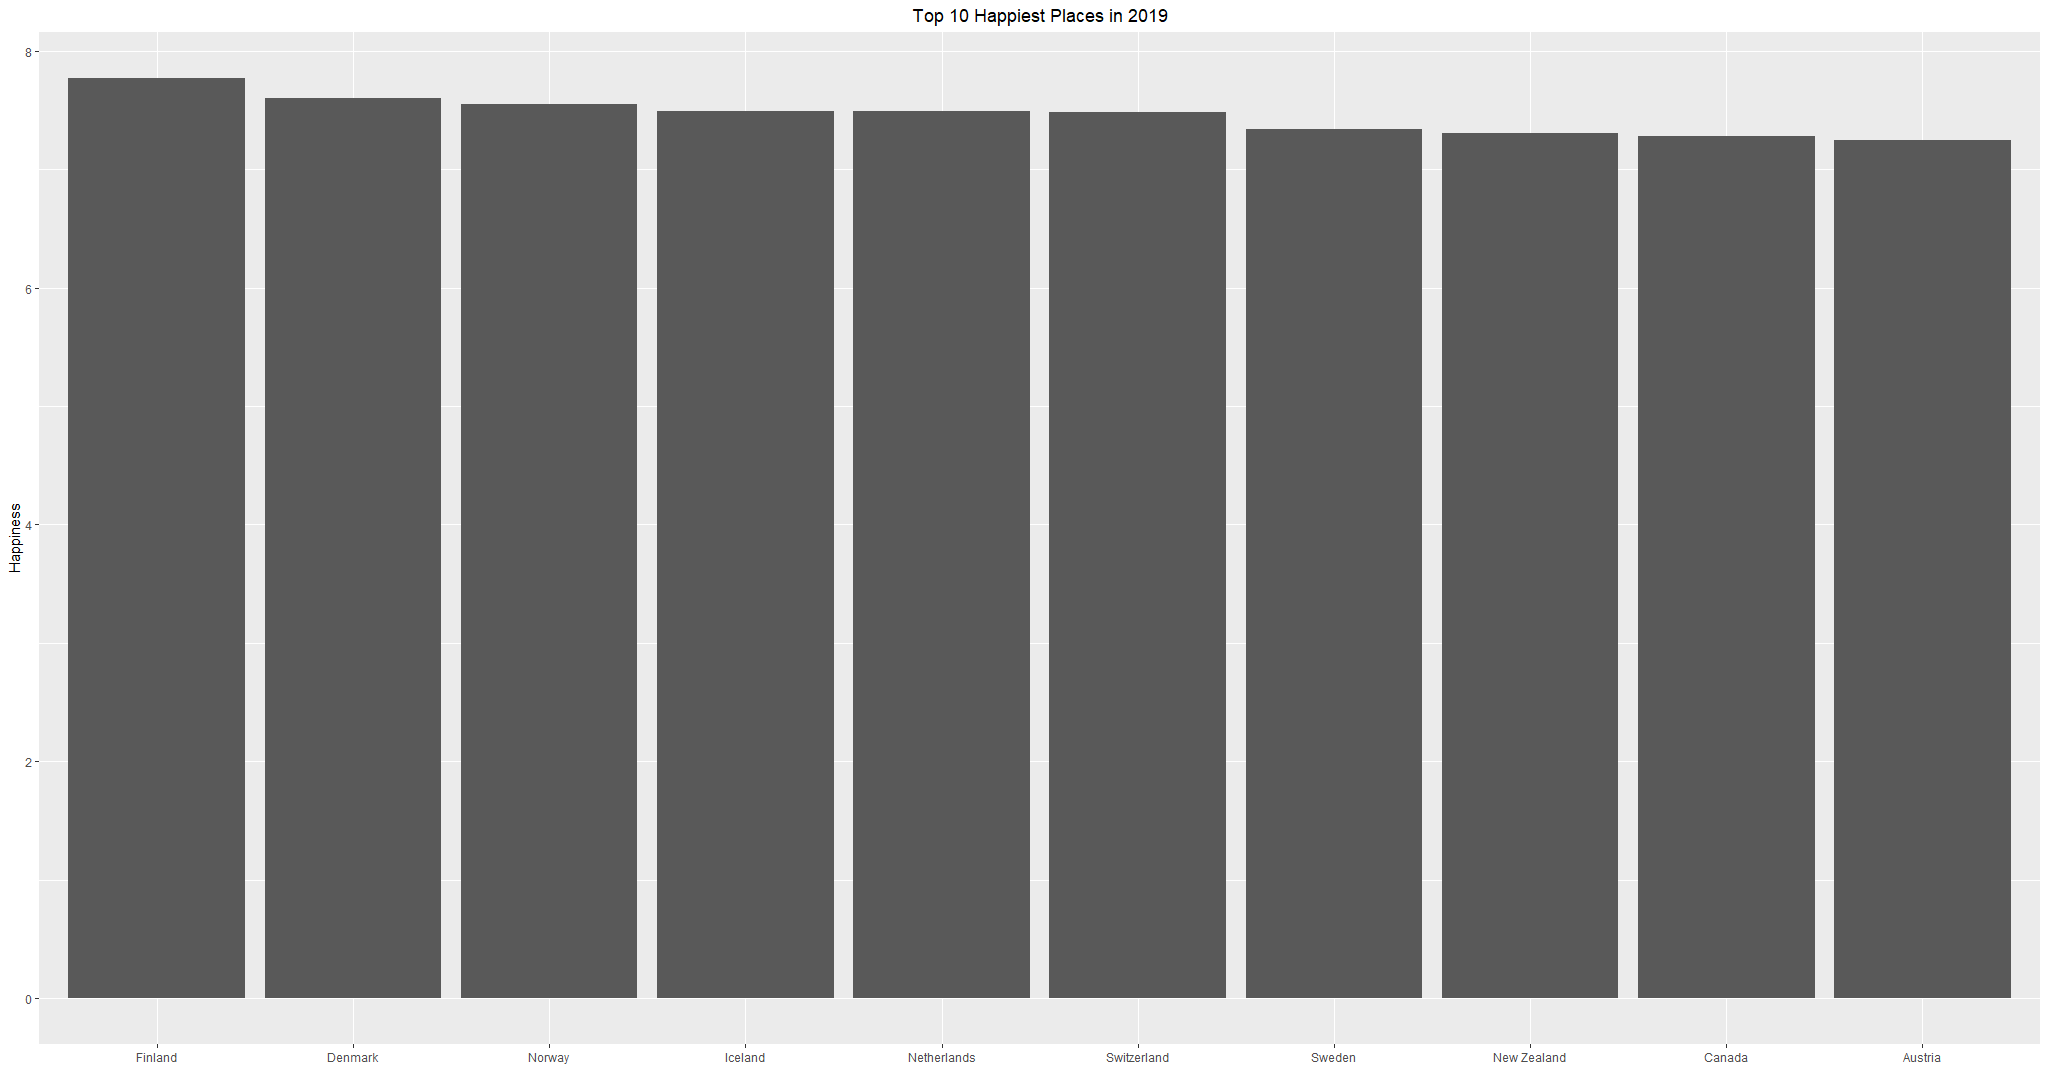 Top 10 Happiest Places in 2019
Happiness
8
6
4
2
0
Finland Denmark Norway Iceland Netherlands Switzerland Sweden New Zealand Canada Austria